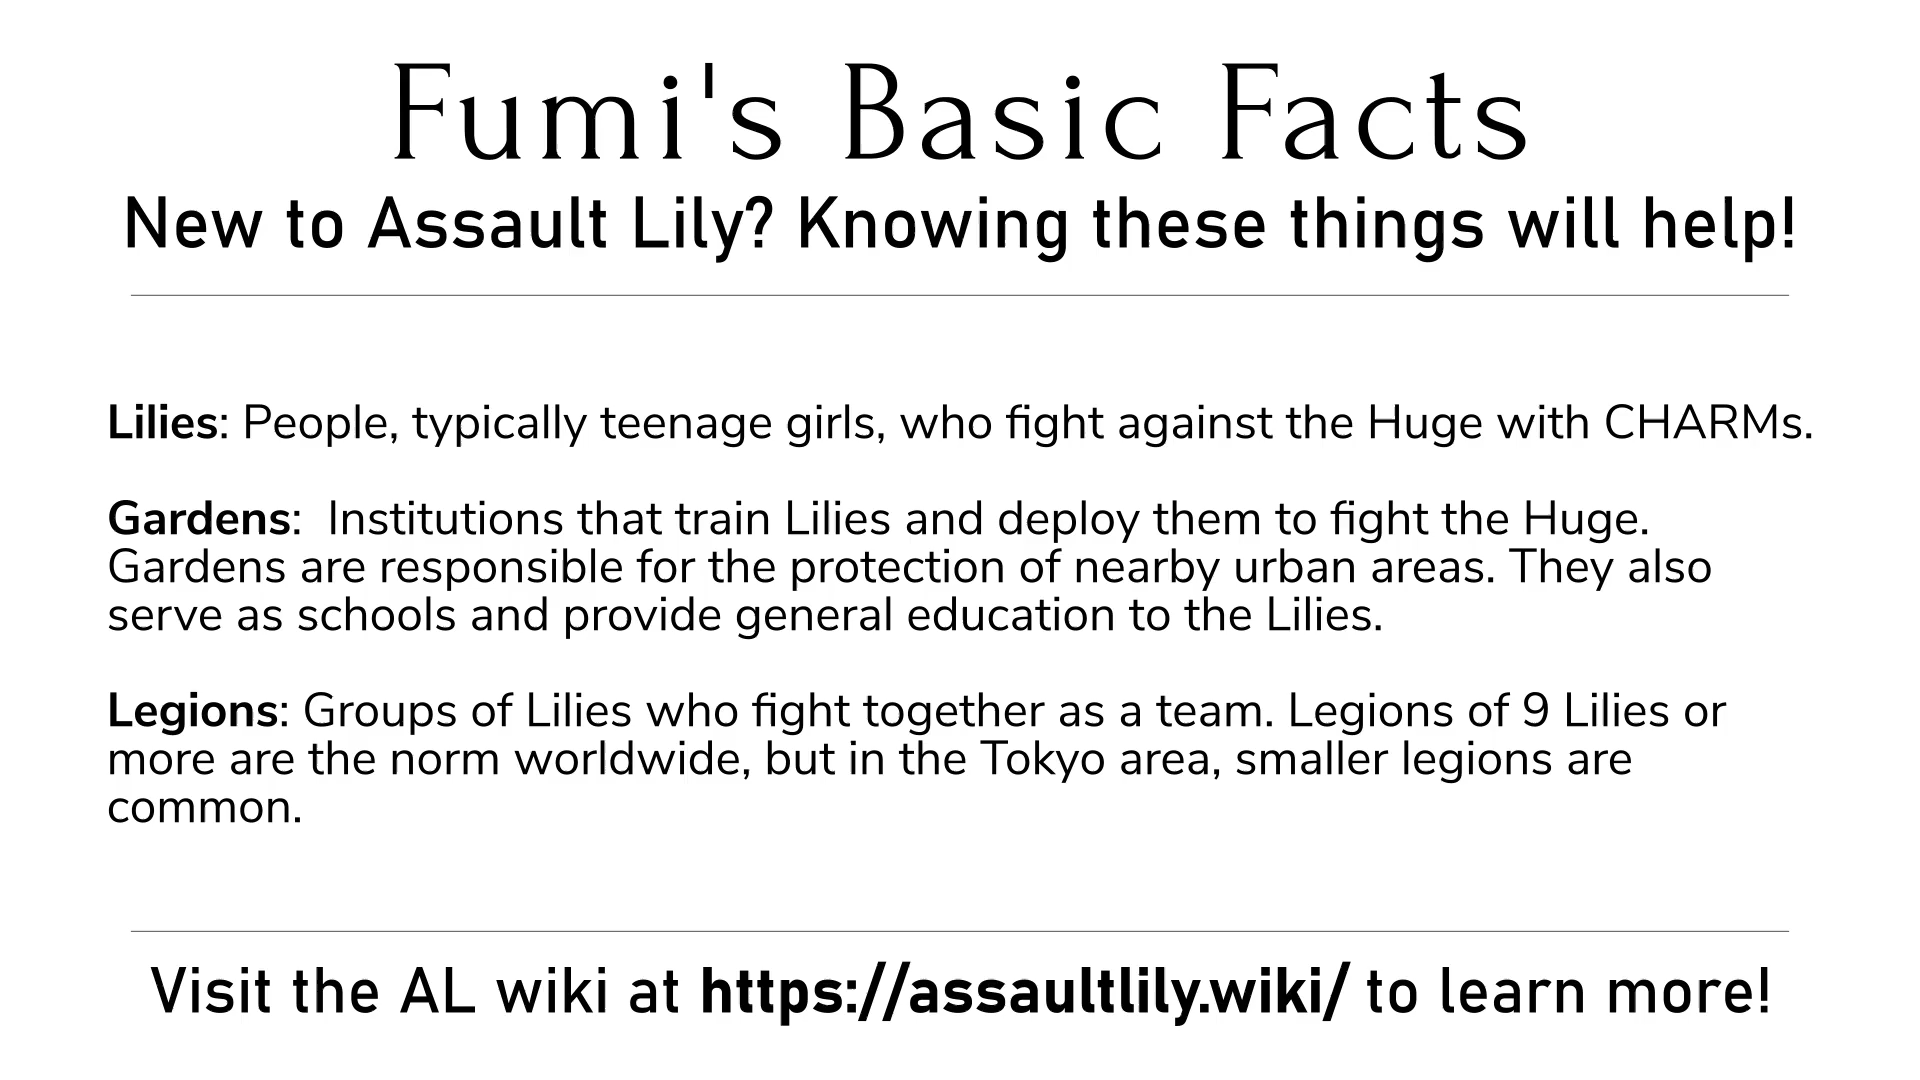 Fumi's Basic Facts
New to Assault Lily? Knowing these things will help!
Lilies: People, typically teenage girls, who fight against the Huge with CHARMs.
Gardens:  Institutions that train Lilies and deploy them to fight the Huge.
Gardens are responsible for the protection of nearby urban areas. They also
serve as schools and provide general education to the Lilies.
Legions: Groups of Lilies who fight together as a team. Legions of 9 Lilies or
more are the norm worldwide, but in the Tokyo area, smaller legions are
common.
Visit the AL wiki at https://assaultlily.wiki/ to learn more!